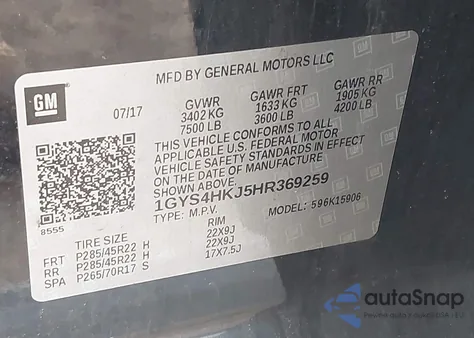 MFD BY GENERAL MOTORS LLC
GM
07/17
GVWR GAWR FRT GAWR RR
3402 KG 1633 KG 1905 KG
7500 LB 3600 LB 4200 LB
THIS VEHICLE CONFORMS TO ALL
APPLICABLE U.S. FEDERAL MOTOR
VEHICLE SAFETY STANDARDS IN EFFECT
ON THE DATE OF MANUFACTURE
1GYS4HKJ5HR369259
TYPE: M.P.V. MODEL: 596K15906
8555
TIRE SIZE RIM
FRT P285/45R22 H 22X9J
RR P285/45R22 H 22X9J
SPA P265/70R17 S 17X7.5J
autoSnap